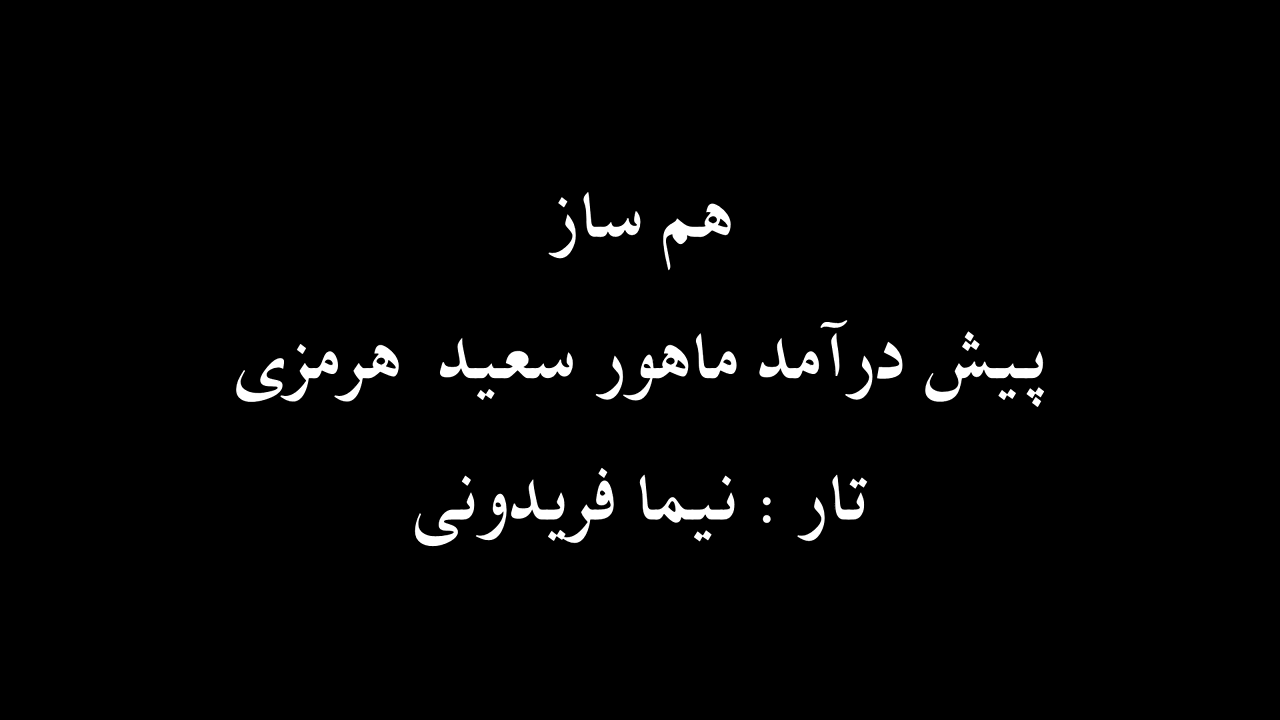 هم ساز
پیش درآمد ماهور سعید هرمزی
تار : نیما فریدونی